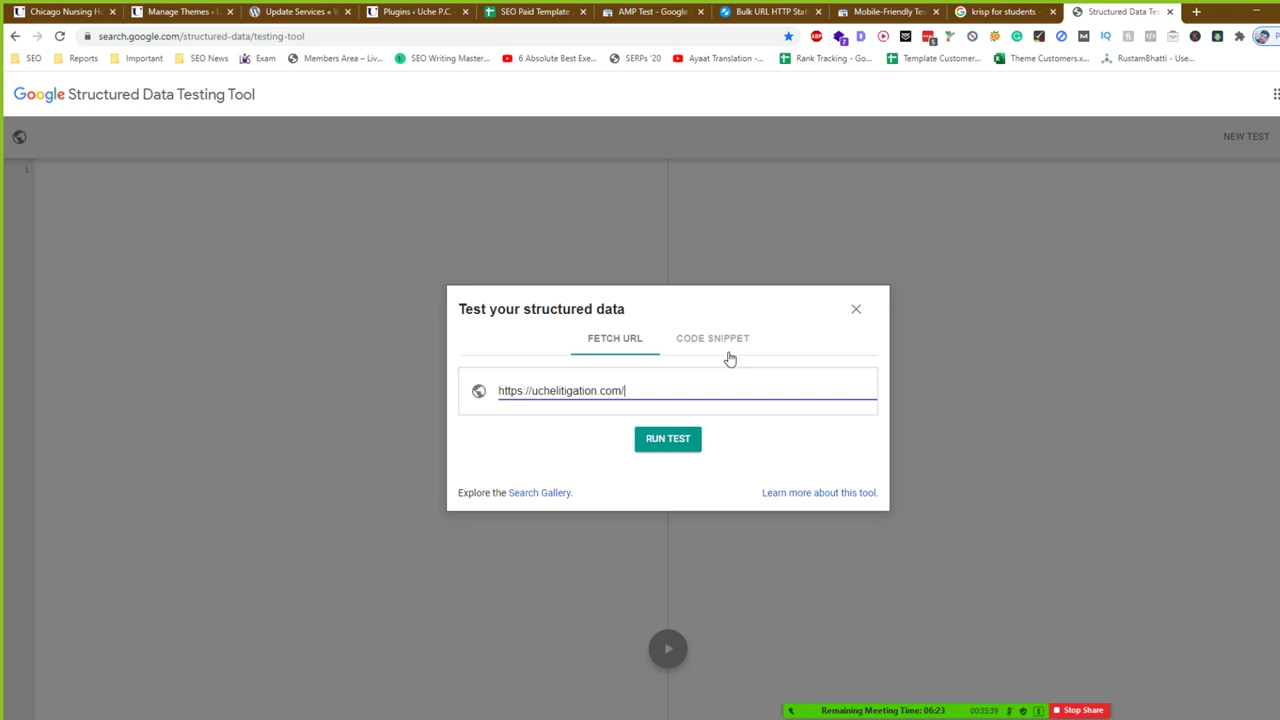 Chicago Nursing H
Manage Themes ‹ U
Update Services ‹ W
Plugins ‹ Uche P.C.
SEO Paid Template
AMP Test - Google
Bulk URL HTTP Stat
Mobile-Friendly Tes
krisp for students -
Structured Data Tes
search.google.com/structured-data/testing-tool
SEO
Reports
Important
SEO News
Exam
Members Area – Liv...
SEO Writing Master...
6 Absolute Best Exe...
SERPs '20
Ayaat Translation -...
Rank Tracking - Go...
Template Customer...
Theme Customers.x...
RustamBhatti - Use...
Google Structured Data Testing Tool
NEW TEST
1
Test your structured data
FETCH URL
CODE SNIPPET
https://uchelitigation.com/
RUN TEST
Explore the Search Gallery.
Learn more about this tool.
Remaining Meeting Time: 06:23
00:35:39
Stop Share